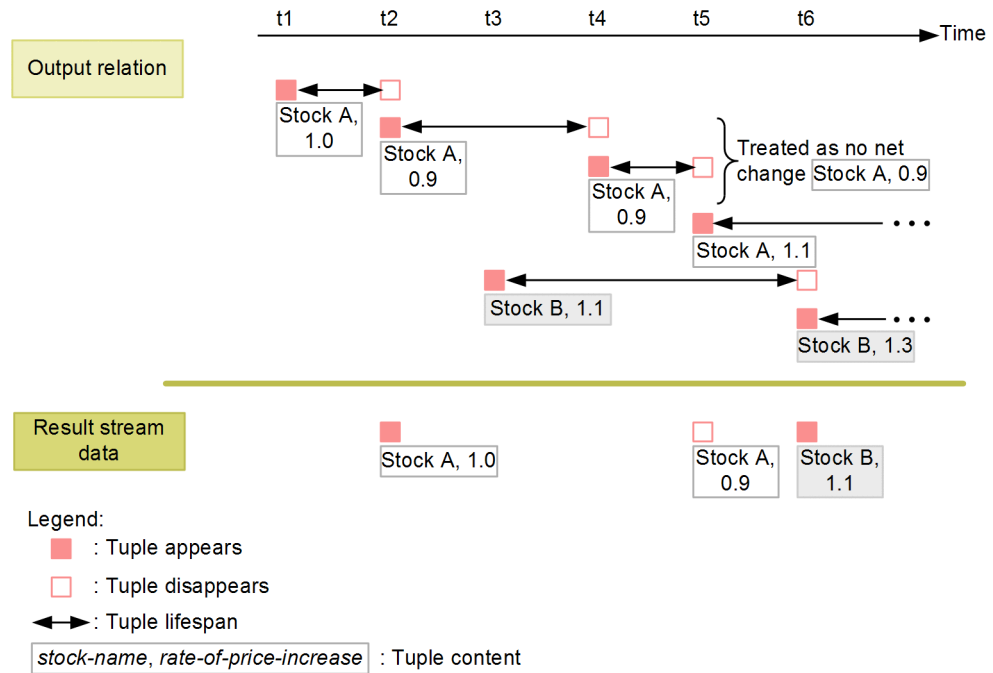 t1 t2 t3 t4 t5 t6
Time
Output relation
Stock A,
1.0
Stock A,
0.9
Stock A,
0.9
Treated as no net
change Stock A, 0.9
Stock A, 1.1
Stock B, 1.1
Stock B, 1.3
Result stream
data
Stock A, 1.0
Stock A,
0.9
Stock B,
1.1
Legend:
: Tuple appears
: Tuple disappears
: Tuple lifespan
stock-name, rate-of-price-increase : Tuple content